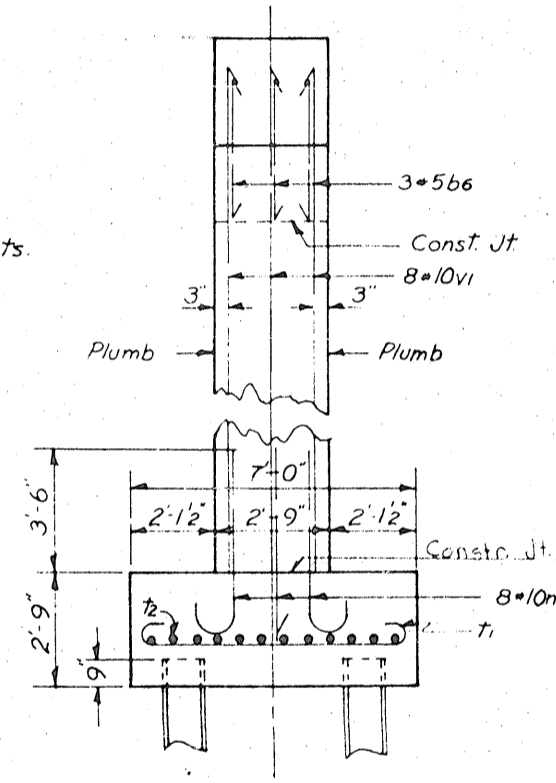 3#5b6
Const. Jt.
ts.
8#10v1
3"
3"
Plumb
Plumb
7'-0"
3'-6"
2'-1½"
2'-9"
2'-1½"
Constr. Jt.
2'-9"
t2
8#10n
t1
9"